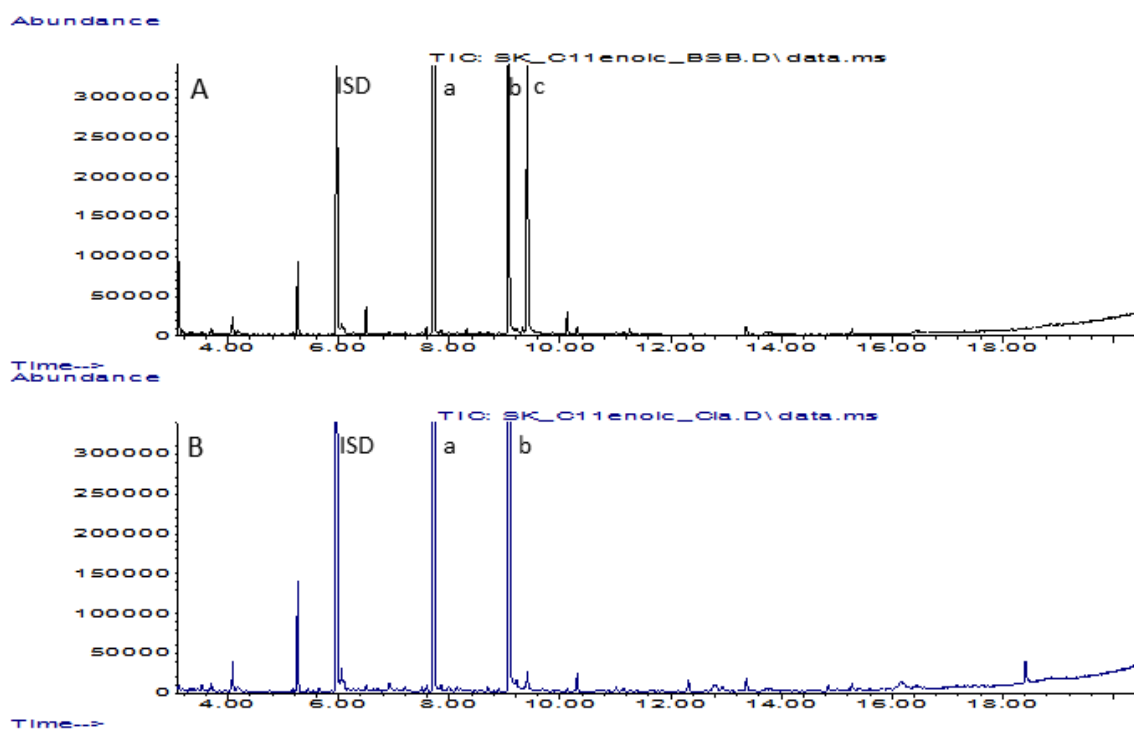 Abundance
TIC: SK_C11enoic_BSB.D\data.ms
A
ISD
a
b
c
300000
250000
200000
150000
100000
50000
0
4.00 6.00 8.00 10.00 12.00 14.00 16.00 18.00
Time-->
Abundance
TIC: SK_C11enoic_Cla.D\data.ms
B
ISD
a
b
300000
250000
200000
150000
100000
50000
0
4.00 6.00 8.00 10.00 12.00 14.00 16.00 18.00
Time-->